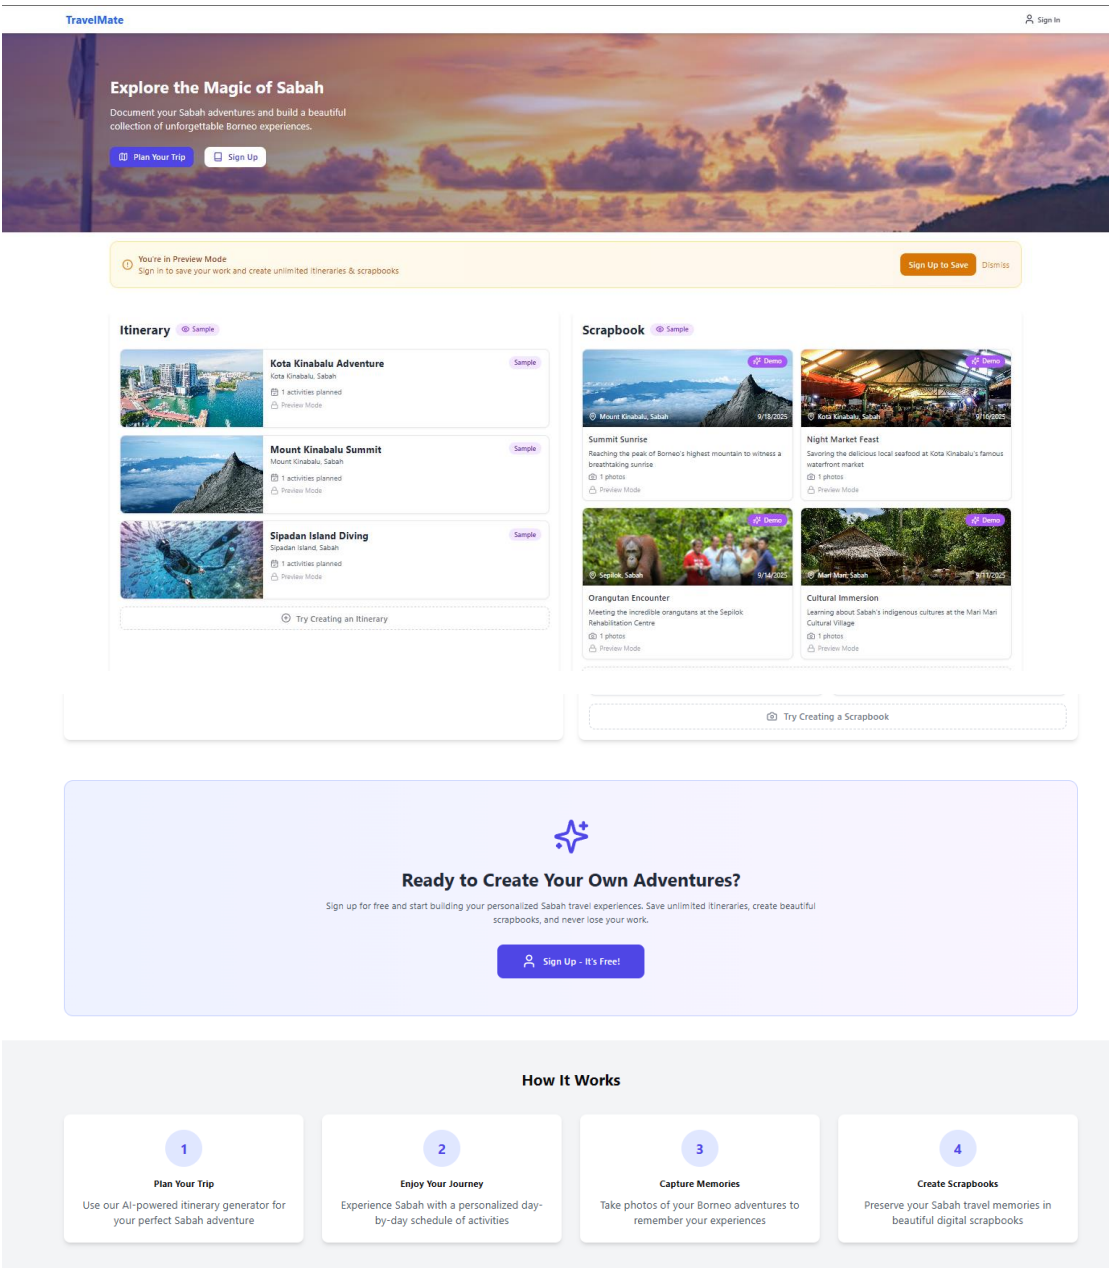 TravelMate
Sign In
Explore the Magic of Sabah
Document your Sabah adventures and build a beautiful
collection of unforgettable Borneo experiences.
Plan Your Trip
Sign Up
You're in Preview Mode
Sign in to save your work and create unlimited itineraries & scrapbooks
Sign Up to Save
Dismiss
Itinerary
Sample
Kota Kinabalu Adventure
Sample
Kota Kinabalu, Sabah
1 activities planned
Preview Mode
Mount Kinabalu Summit
Sample
Mount Kinabalu, Sabah
1 activities planned
Preview Mode
Sipadan Island Diving
Sample
Sipadan Island, Sabah
1 activities planned
Preview Mode
Try Creating an Itinerary
Scrapbook
Sample
Demo
Mount Kinabalu, Sabah
9/18/2025
Summit Sunrise
Reaching the peak of Borneo's highest mountain to witness a
breathtaking sunrise
1 photos
Preview Mode
Demo
Kota Kinabalu, Sabah
9/16/2025
Night Market Feast
Savoring the delicious local seafood at Kota Kinabalu's famous
waterfront market
1 photos
Preview Mode
Demo
Sepilok, Sabah
9/14/2025
Orangutan Encounter
Meeting the incredible orangutans at the Sepilok
Rehabilitation Centre
1 photos
Preview Mode
Demo
Mari Mari, Sabah
9/11/2025
Cultural Immersion
Learning about Sabah's indigenous cultures at the Mari Mari
Cultural Village
1 photos
Preview Mode
Try Creating a Scrapbook
Ready to Create Your Own Adventures?
Sign up for free and start building your personalized Sabah travel experiences. Save unlimited itineraries, create beautiful
scrapbooks, and never lose your work.
Sign Up - It's Free!
How It Works
1
Plan Your Trip
Use our AI-powered itinerary generator for
your perfect Sabah adventure
2
Enjoy Your Journey
Experience Sabah with a personalized day-
by-day schedule of activities
3
Capture Memories
Take photos of your Borneo adventures to
remember your experiences
4
Create Scrapbooks
Preserve your Sabah travel memories in
beautiful digital scrapbooks